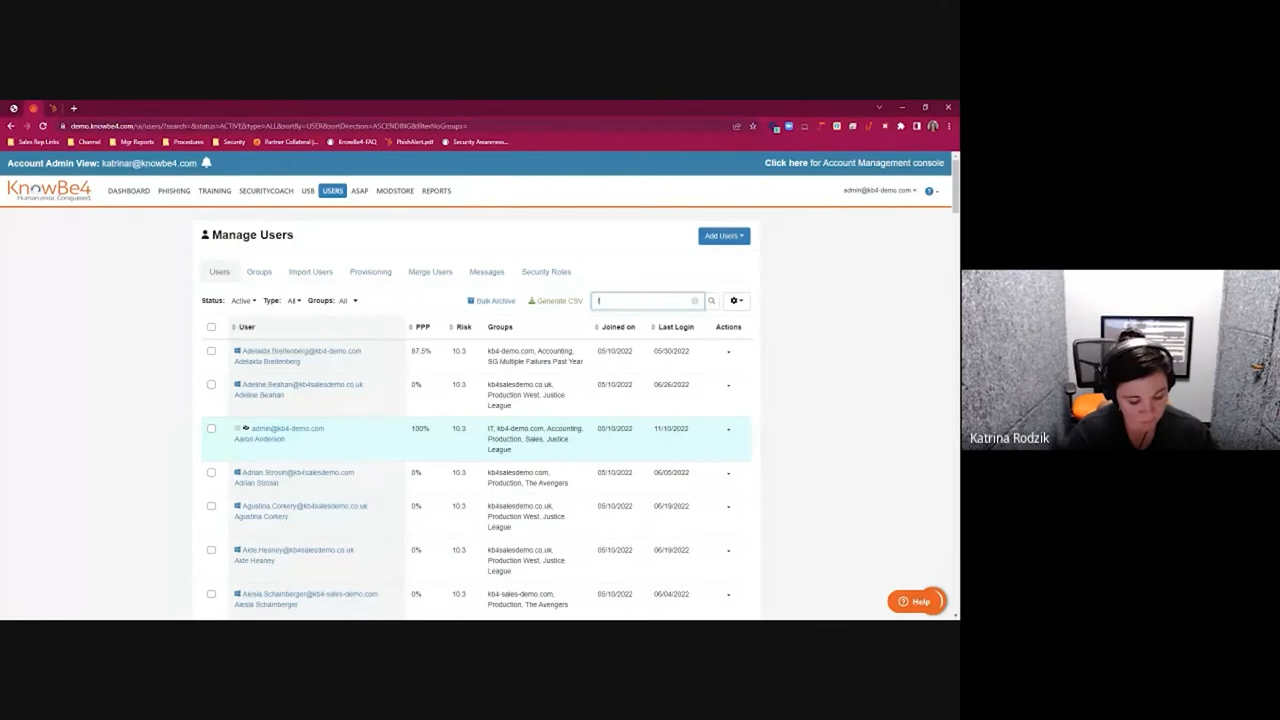 demo.knowbe4.com/ui/users/?search=&status=ACTIVE&type=ALL&sortBy=USER&sortDirection=ASCENDING&filterNoGroups=
Sales Rep Links Channel Mgr Reports Procedures Security Partner Collateral |... KnowBe4-FAQ PhishAlert.pdf Security Awareness...
Account Admin View: katrinar@knowbe4.com Click here for Account Management console
KnowBe4
Human error. Conquered.
DASHBOARD PHISHING TRAINING SECURITYCOACH USB USERS ASAP MODSTORE REPORTS admin@kb4-demo.com
Manage Users Add Users
Users Groups Import Users Provisioning Merge Users Messages Security Roles
Status: Active Type: All Groups: All Bulk Archive Generate CSV f
User PPP Risk Groups Joined on Last Login Actions
Adelaida.Breitenberg@kb4-demo.com 87.5% 10.3 kb4-demo.com, Accounting, 05/10/2022 05/30/2022
Adelaida Breitenberg SG Multiple Failures Past Year
Adeline.Beahan@kb4salesdemo.co.uk 0% 10.3 kb4salesdemo.co.uk, 05/10/2022 06/26/2022
Adeline Beahan Production West, Justice
League
admin@kb4-demo.com 100% 10.3 IT, kb4-demo.com, Accounting, 05/10/2022 11/10/2022
Aaron Anderson Production, Sales, Justice
League
Adrian.Strosin@kb4salesdemo.com 0% 10.3 kb4salesdemo.com, 05/10/2022 06/05/2022
Adrian Strosin Production, The Avengers
Agustina.Corkery@kb4salesdemo.co.uk 0% 10.3 kb4salesdemo.co.uk, 05/10/2022 06/19/2022
Agustina Corkery Production West, Justice
League
Aide.Heaney@kb4salesdemo.co.uk 0% 10.3 kb4salesdemo.co.uk, 05/10/2022 06/19/2022
Aide Heaney Production West, Justice
League
Alesia.Schamberger@kb4-sales-demo.com 0% 10.3 kb4-sales-demo.com, 05/10/2022 06/04/2022
Alesia Schamberger Production, The Avengers
Help
Katrina Rodzik